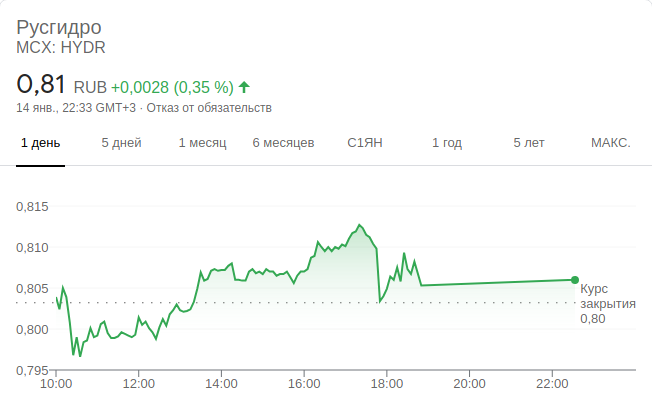 Русгидро
MCX: HYDR
0,81 RUB +0,0028 (0,35 %)
14 янв., 22:33 GMT+3 · Отказ от обязательств
1 день 5 дней 1 месяц 6 месяцев С1ЯН 1 год 5 лет МАКС.
0,815
0,810
0,805
Курс
закрытия
0,80
0,800
0,795
10:00 12:00 14:00 16:00 18:00 20:00 22:00